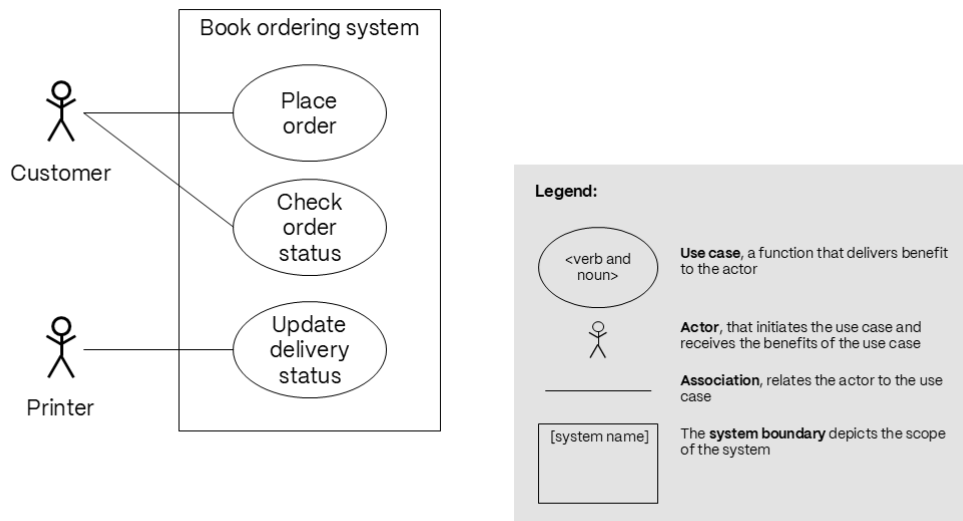 Book ordering system
Place
order
Customer
Check
order
status
Update
delivery
status
Printer
Legend:
<verb and
noun>
Use case, a function that delivers benefit
to the actor
Actor, that initiates the use case and
receives the benefits of the use case
Association, relates the actor to the use
case
[system name]
The system boundary depicts the scope
of the system